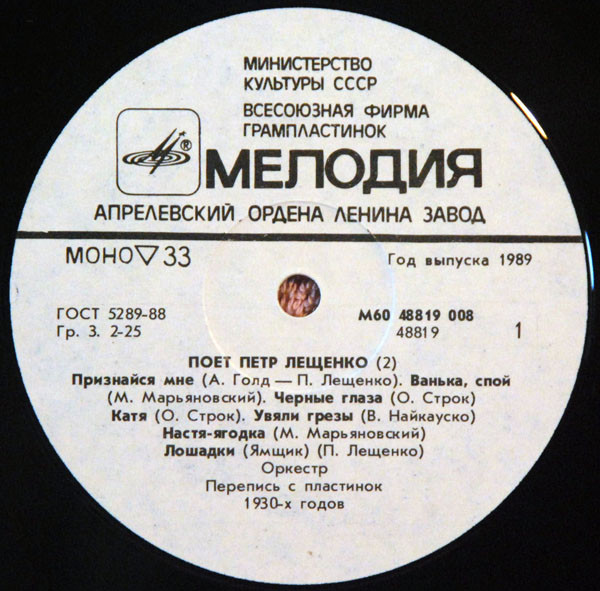 МИНИСТЕРСТВО
КУЛЬТУРЫ СССР
ВСЕСОЮЗНАЯ ФИРМА
ГРАМПЛАСТИНОК
®
МЕЛОДИЯ
АПРЕЛЕВСКИЙ ОРДЕНА ЛЕНИНА ЗАВОД
МОНО ▽ 33
Год выпуска 1989
ГОСТ 5289-88
Гр. 3. 2-25
М60 48819 008
48819
1
ПОЕТ ПЕТР ЛЕЩЕНКО (2)
Признайся мне (А. Голд — П. Лещенко). Ванька, спой
(М. Марьяновский). Черные глаза (О. Строк)
Катя (О. Строк). Увяли грезы (В. Найкауско)
Настя-ягодка (М. Марьяновский)
Лошадки (Ямщик) (П. Лещенко)
Оркестр
Перепись с пластинок
1930-х годов